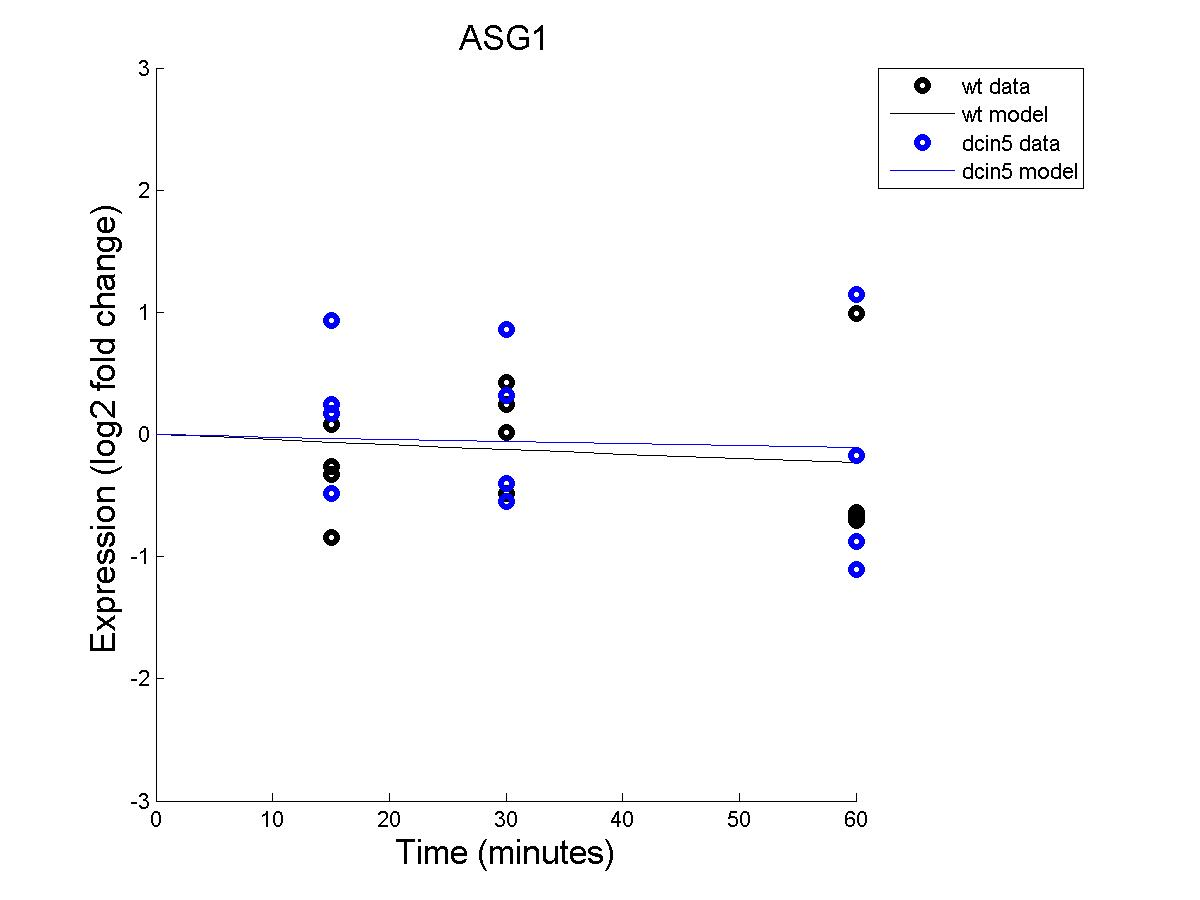 ASG1
wt data
wt model
dcin5 data
dcin5 model
3
2
1
0
-1
-2
-3
Expression (log2 fold change)
0 10 20 30 40 50 60
Time (minutes)